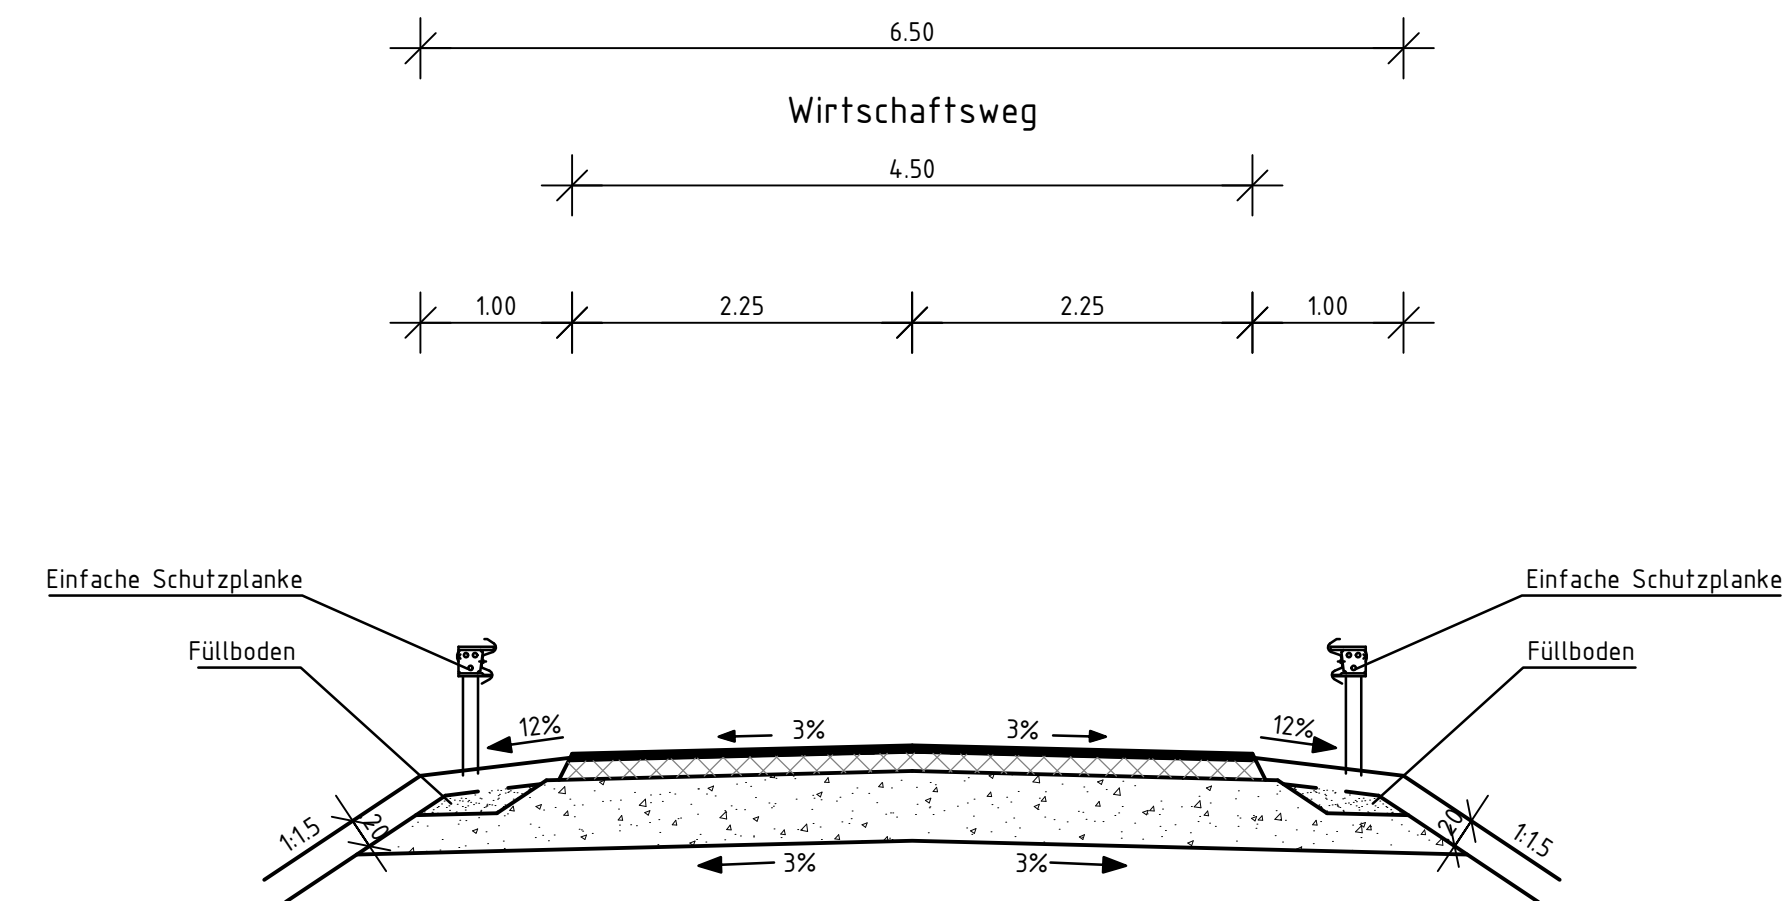 6.50
Wirtschaftsweg
4.50
1.00 2.25 2.25 1.00
Einfache Schutzplanke Einfache Schutzplanke
Füllboden Füllboden
12% 3% 3% 12%
1:1.5 20 20 1:1.5
3% 3%